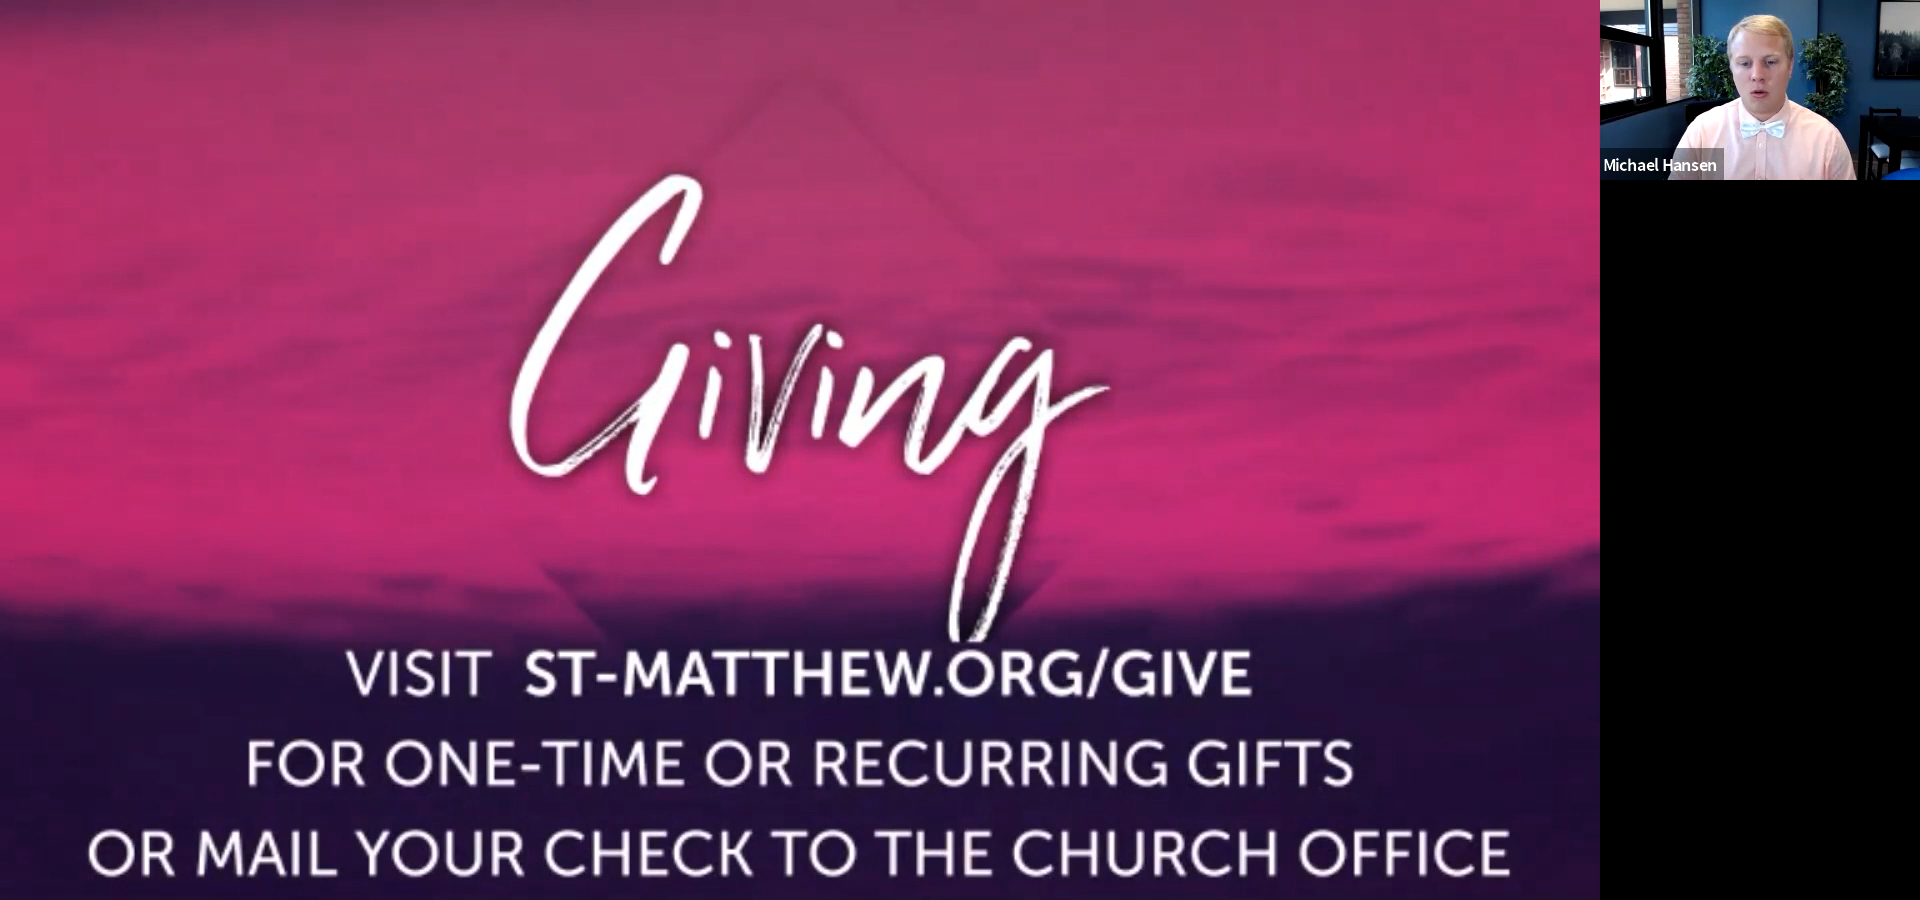 Giving
VISIT ST-MATTHEW.ORG/GIVE
FOR ONE-TIME OR RECURRING GIFTS
OR MAIL YOUR CHECK TO THE CHURCH OFFICE
Michael Hansen